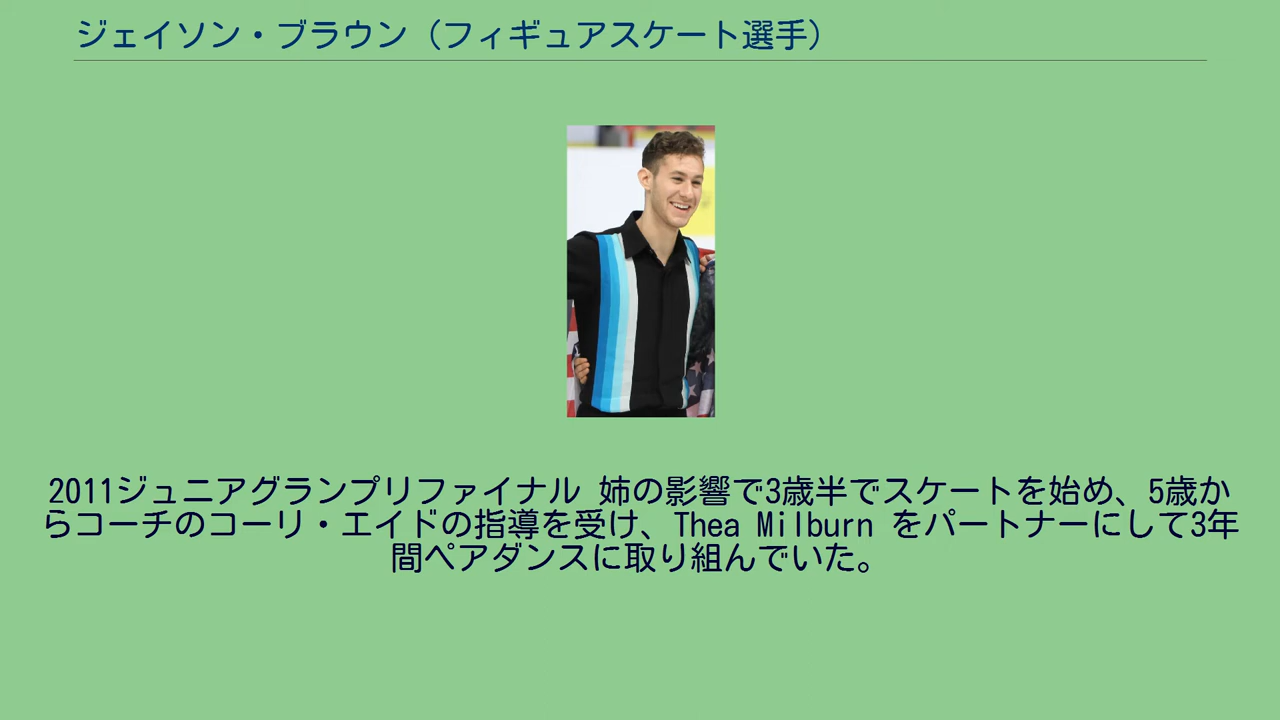 ジェイソン・ブラウン（フィギュアスケート選手）
2011ジュニアグランプリファイナル 姉の影響で3歳半でスケートを始め、5歳か
らコーチのコーリ・エイドの指導を受け、Thea Milburn をパートナーにして3年
間ペアダンスに取り組んでいた。